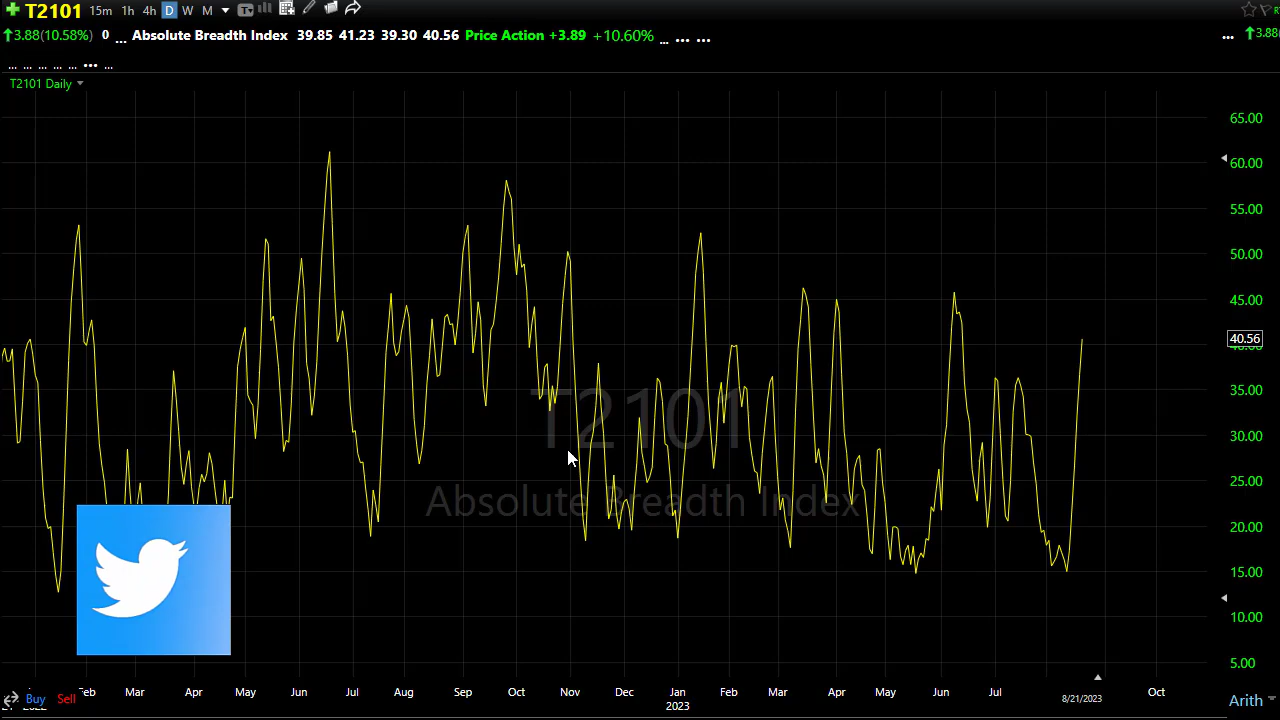 T2101 15m 1h 4h D W M
3.88(10.58%) 0 ... Absolute Breadth Index 39.85 41.23 39.30 40.56 Price Action +3.89 +10.60% ... ... ... ... 3.88
... ... ... ... ... ... ...
T2101 Daily
65.00
60.00
55.00
50.00
45.00
40.56
35.00
30.00
25.00
20.00
15.00
10.00
5.00
T2101
Absolute Breadth Index
Buy Sell eb Mar Apr May Jun Jul Aug Sep Oct Nov Dec Jan Feb Mar Apr May Jun Jul 8/21/2023 Oct Arith
2023